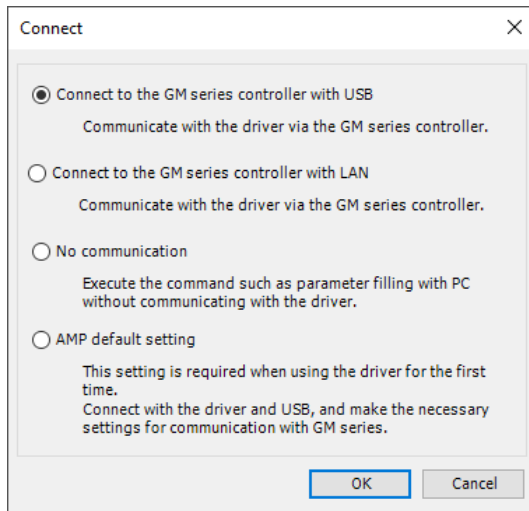 Connect
Connect to the GM series controller with USB
Communicate with the driver via the GM series controller.
Connect to the GM series controller with LAN
Communicate with the driver via the GM series controller.
No communication
Execute the command such as parameter filling with PC
without communicating with the driver.
AMP default setting
This setting is required when using the driver for the first
time.
Connect with the driver and USB, and make the necessary
settings for communication with GM series.
OK
Cancel